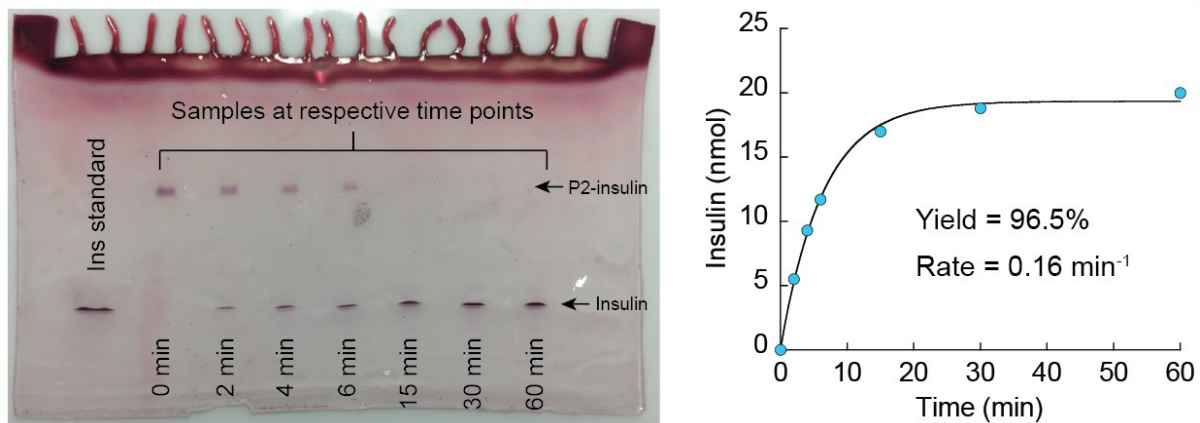 Samples at respective time points
Ins standard
P2-insulin
Insulin
0 min
2 min
4 min
6 min
15 min
30 min
60 min
25
20
15
10
5
0
Insulin (nmol)
Yield = 96.5%
Rate = 0.16 min⁻¹
0 10 20 30 40 50 60
Time (min)